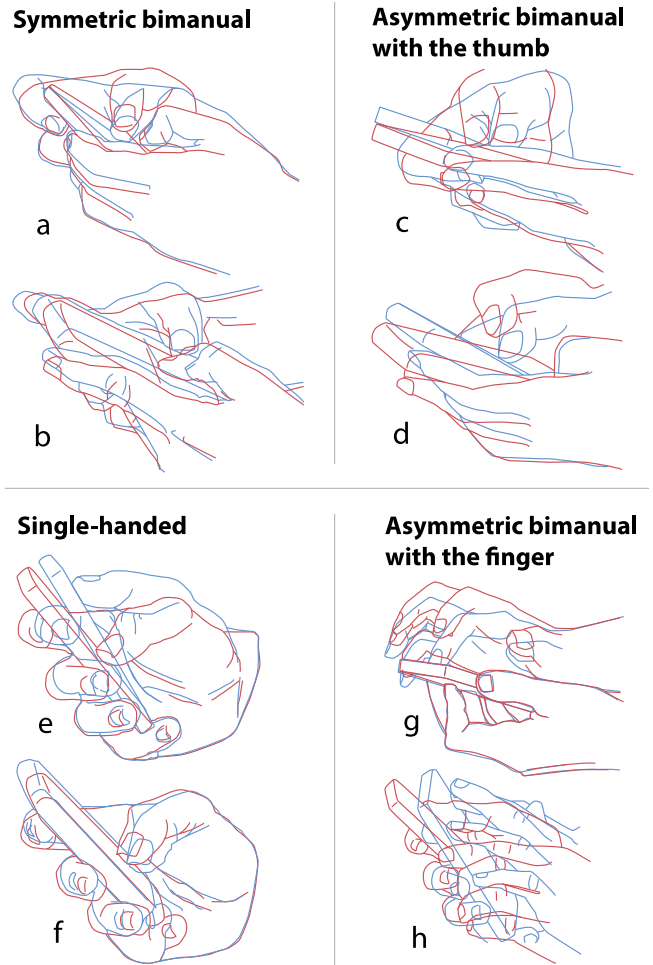 Symmetric bimanual
Asymmetric bimanual
with the thumb
a
c
b
d
Single-handed
Asymmetric bimanual
with the finger
e
g
f
h